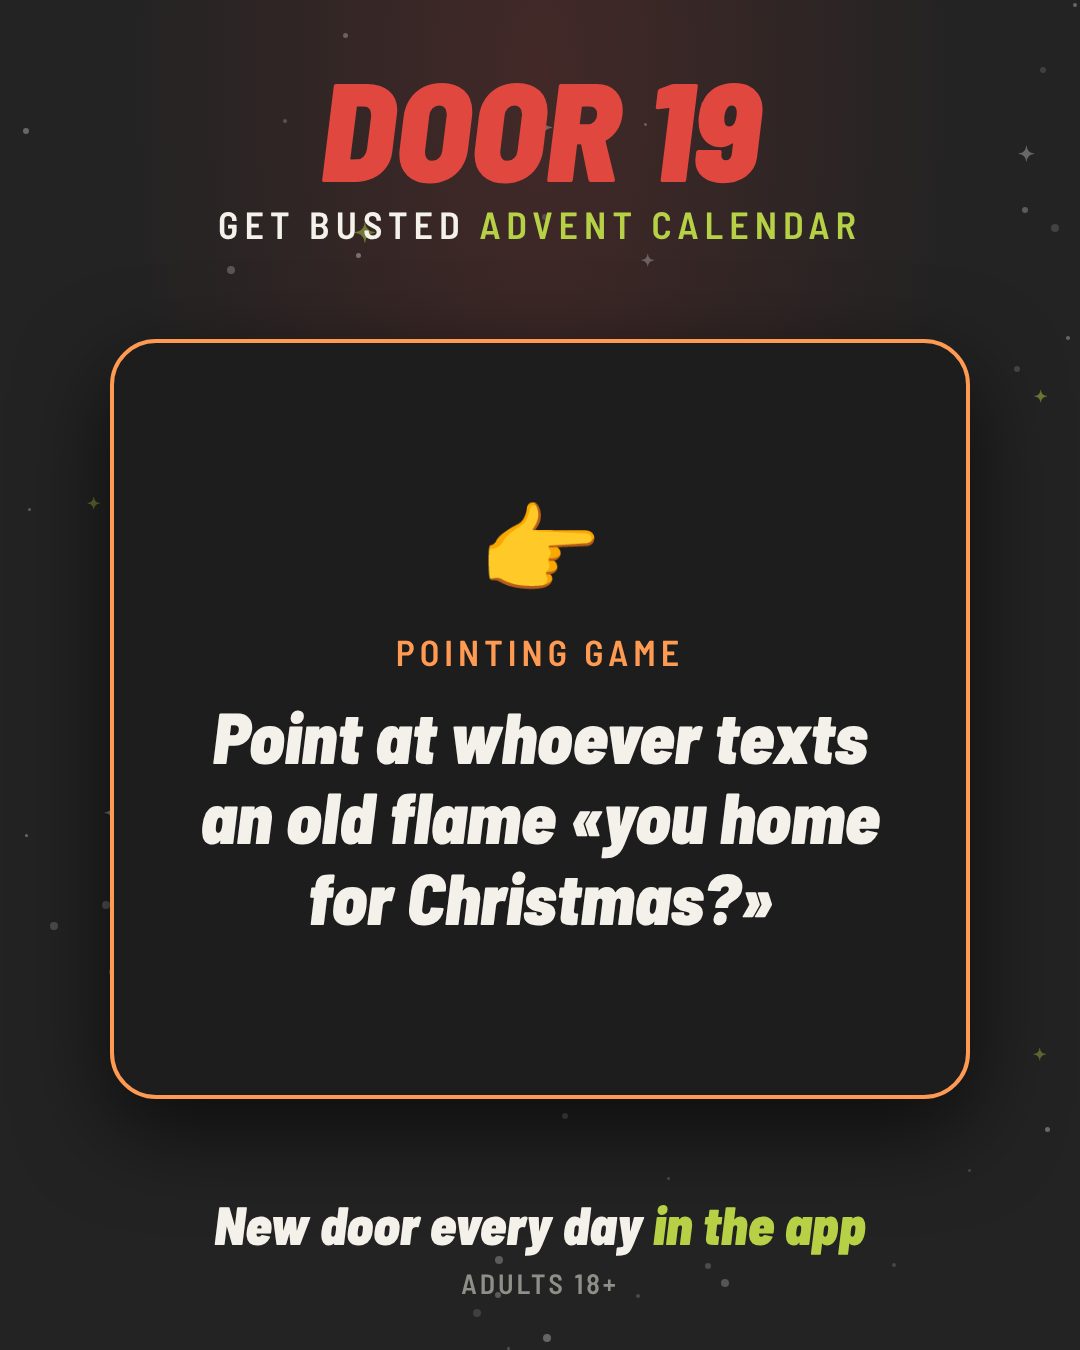 DOOR 19
GET BUSTED ADVENT CALENDAR
POINTING GAME
Point at whoever texts
an old flame «you home
for Christmas?»
New door every day in the app
ADULTS 18+